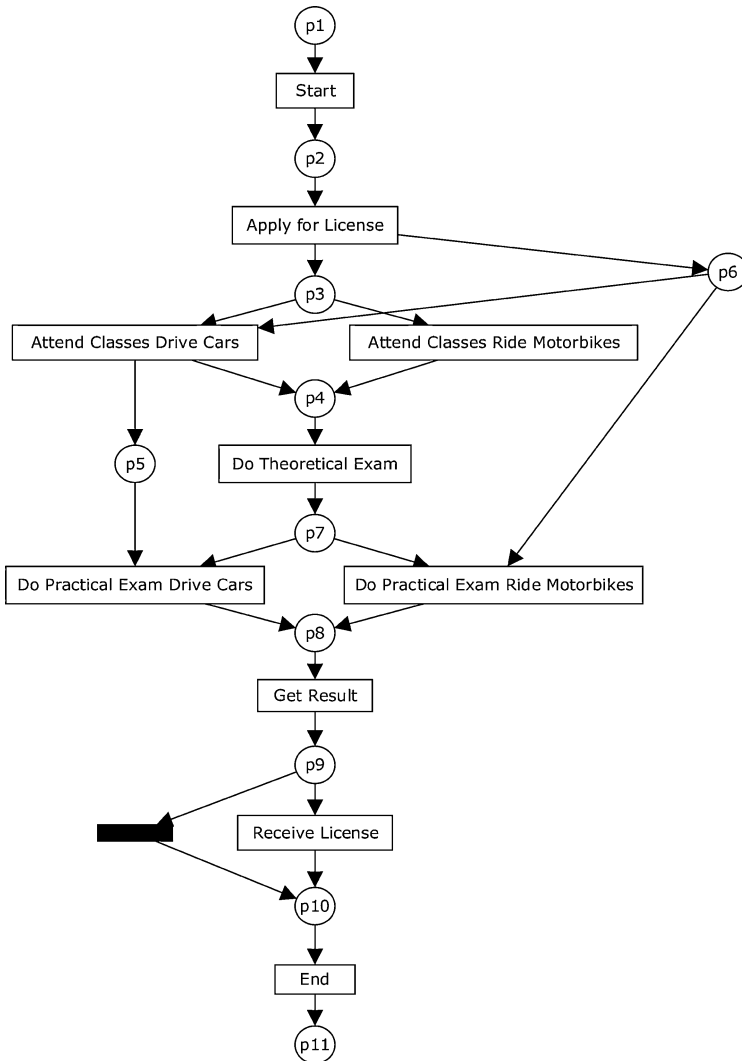 p1
Start
p2
Apply for License
p6
p3
Attend Classes Drive Cars
Attend Classes Ride Motorbikes
p4
p5
Do Theoretical Exam
p7
Do Practical Exam Drive Cars
Do Practical Exam Ride Motorbikes
p8
Get Result
p9
Receive License
p10
End
p11